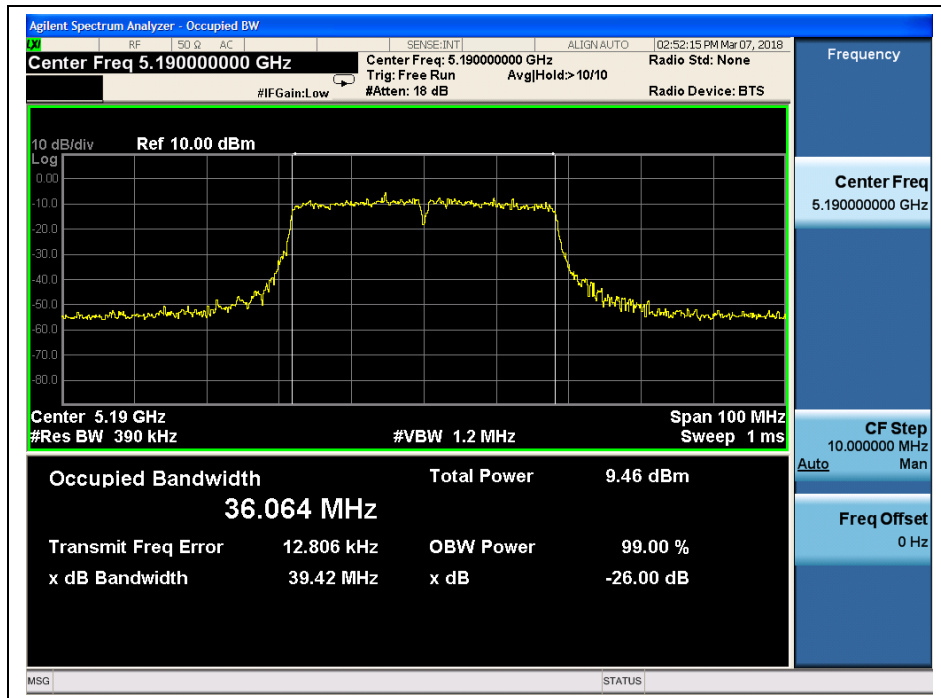 Agilent Spectrum Analyzer - Occupied BW
LXI RF 50 Ω AC SENSE:INT ALIGN AUTO 02:52:15 PM Mar 07, 2018
Center Freq 5.190000000 GHz
Center Freq: 5.190000000 GHz
Radio Std: None
Trig: Free Run Avg|Hold:>10/10
#IFGain:Low #Atten: 18 dB Radio Device: BTS
10 dB/div Ref 10.00 dBm
Log
0.00
-10.0
-20.0
-30.0
-40.0
-50.0
-60.0
-70.0
-80.0
Center 5.19 GHz Span 100 MHz
#Res BW 390 kHz #VBW 1.2 MHz Sweep 1 ms
Occupied Bandwidth Total Power 9.46 dBm
36.064 MHz
Transmit Freq Error 12.806 kHz OBW Power 99.00 %
x dB Bandwidth 39.42 MHz x dB -26.00 dB
Frequency
Center Freq
5.190000000 GHz
CF Step
10.000000 MHz
Auto Man
Freq Offset
0 Hz
MSG STATUS